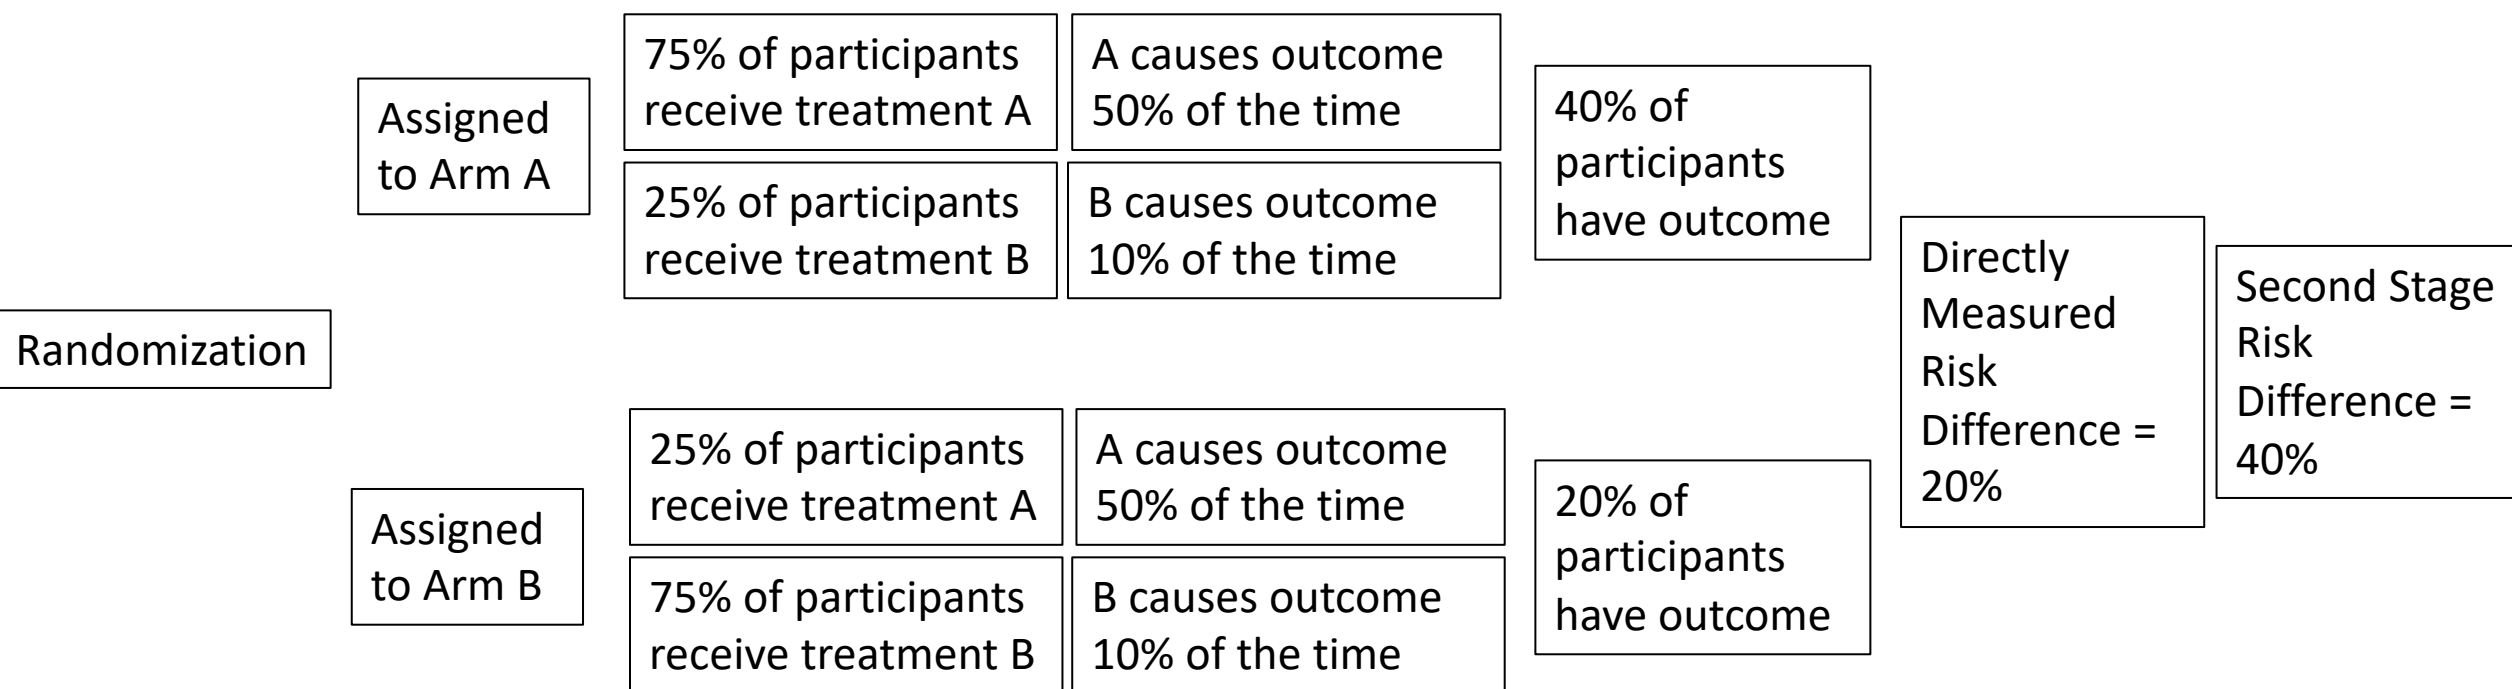 Randomization
Assigned
to Arm A
75% of participants
receive treatment A
A causes outcome
50% of the time
25% of participants
receive treatment B
B causes outcome
10% of the time
40% of
participants
have outcome
Assigned
to Arm B
25% of participants
receive treatment A
A causes outcome
50% of the time
75% of participants
receive treatment B
B causes outcome
10% of the time
20% of
participants
have outcome
Directly
Measured
Risk
Difference =
20%
Second Stage
Risk
Difference =
40%